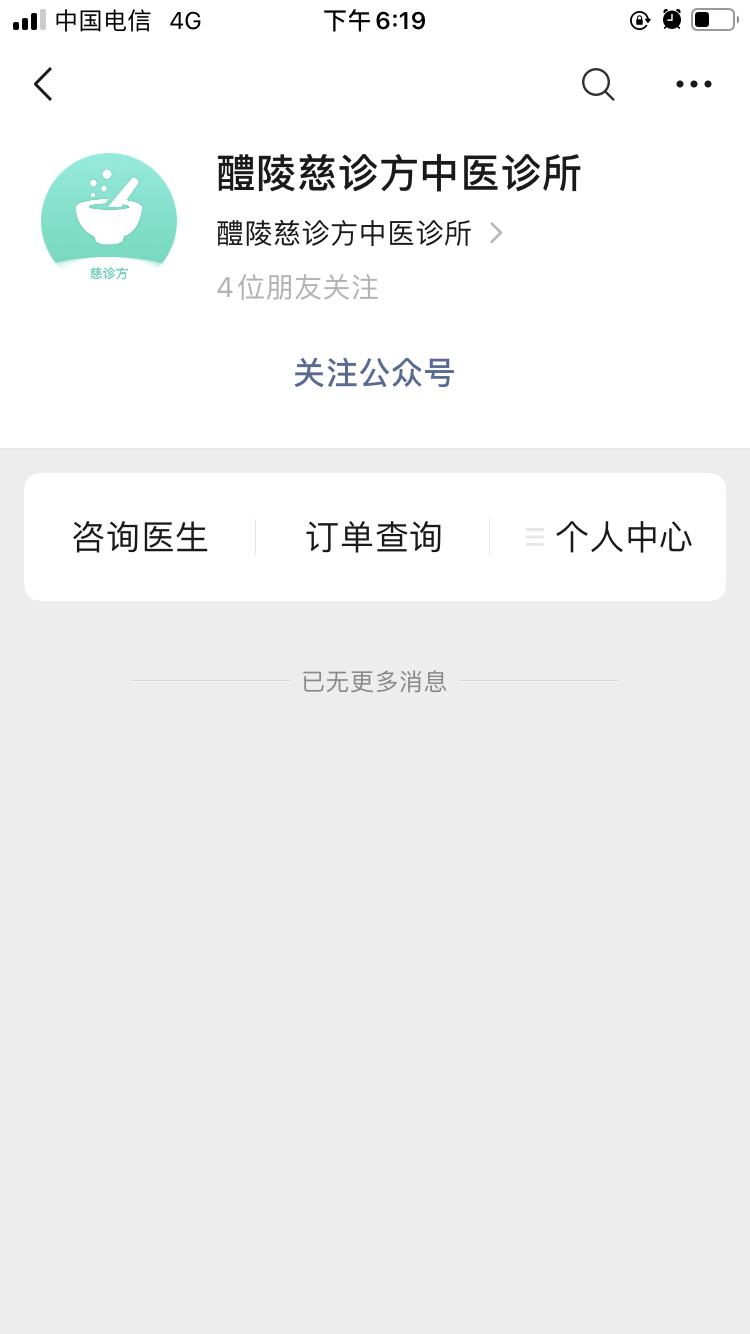 中国电信 4G 下午6:19
醴陵慈诊方中医诊所
慈诊方
醴陵慈诊方中医诊所
4位朋友关注
关注公众号
咨询医生 订单查询 个人中心
已无更多消息